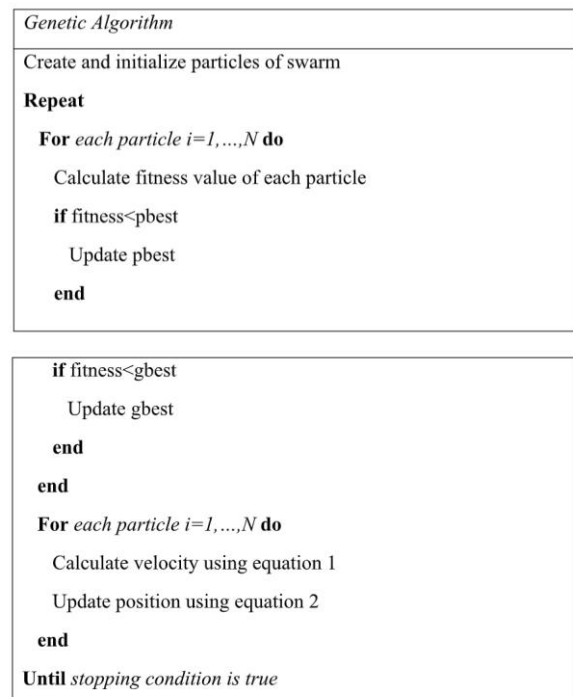 Genetic Algorithm
Create and initialize particles of swarm
Repeat
For each particle i=1,...,N do
Calculate fitness value of each particle
if fitness<pbest
Update pbest
end
if fitness<gbest
Update gbest
end
end
For each particle i=1,...,N do
Calculate velocity using equation 1
Update position using equation 2
end
Until stopping condition is true